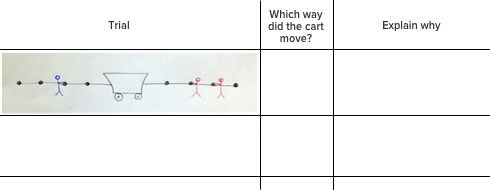 Trial
Which way
did the cart
move?
Explain why